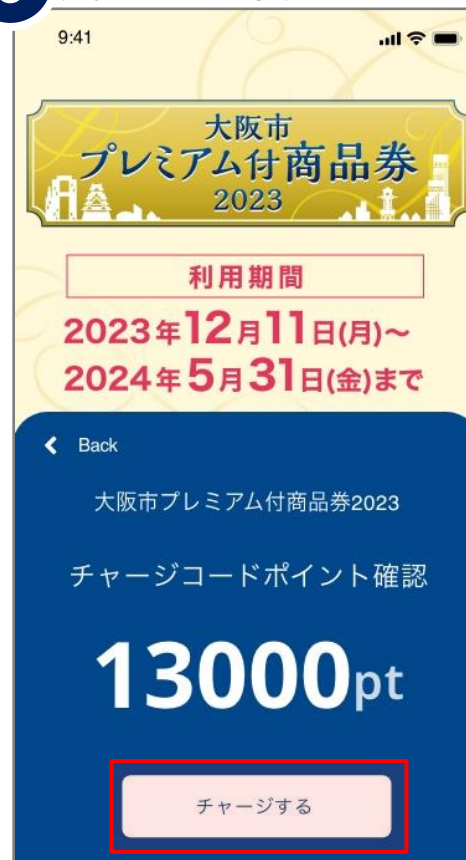 9:41
大阪市
プレミアム付商品券
2023
利用期間
2023年12月11日(月)～
2024年5月31日(金)まで
Back
大阪市プレミアム付商品券2023
チャージコードポイント確認
13000pt
チャージする